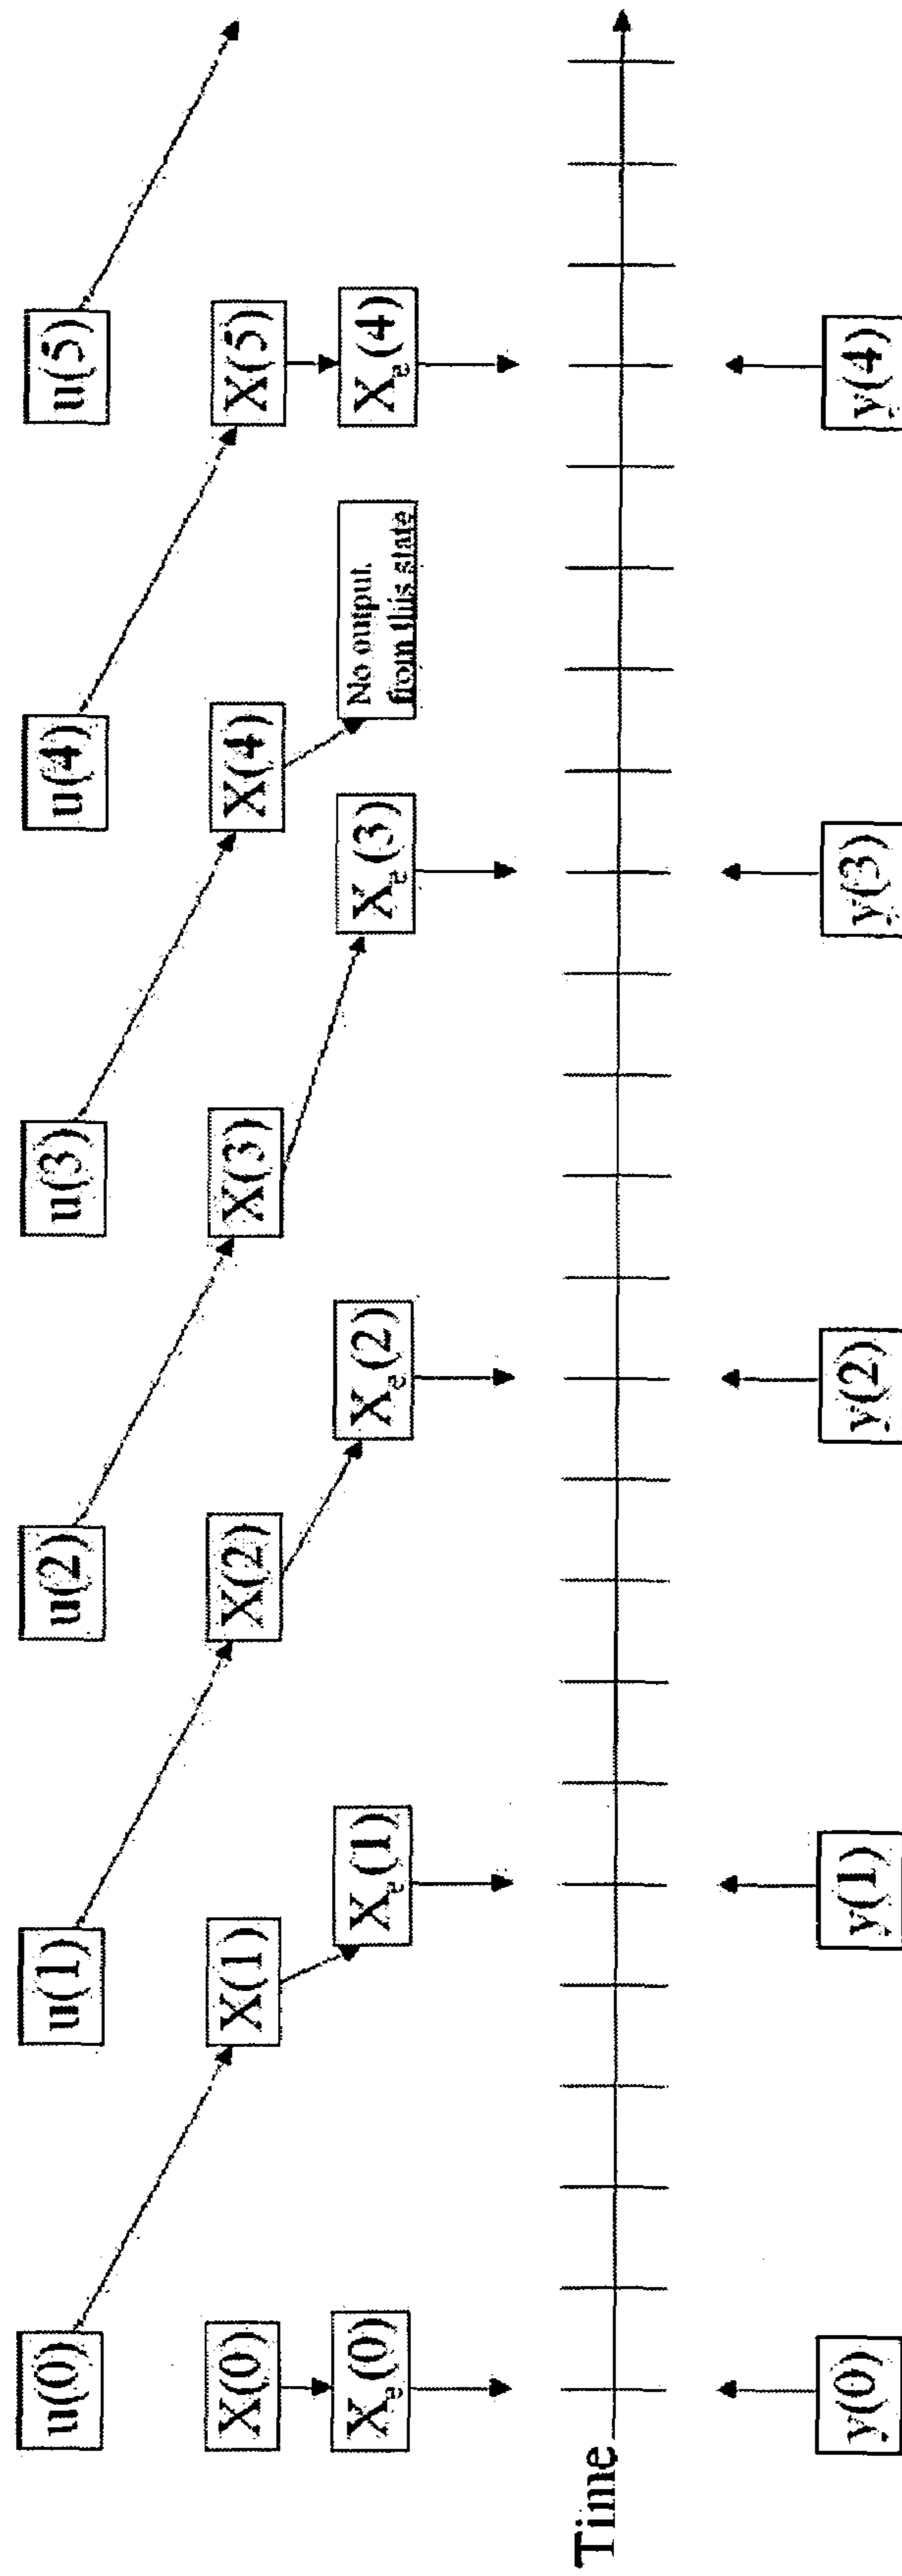 u(0) u(1) u(2) u(3) u(4) u(5)
X(0) X(1) X(2) X(3) X(4) X(5)
Xe(0) Xe(1) Xe(2) Xe(3) No output Xe(4)
from this state
Time
y(0) y(1) y(2) y(3) y(4)